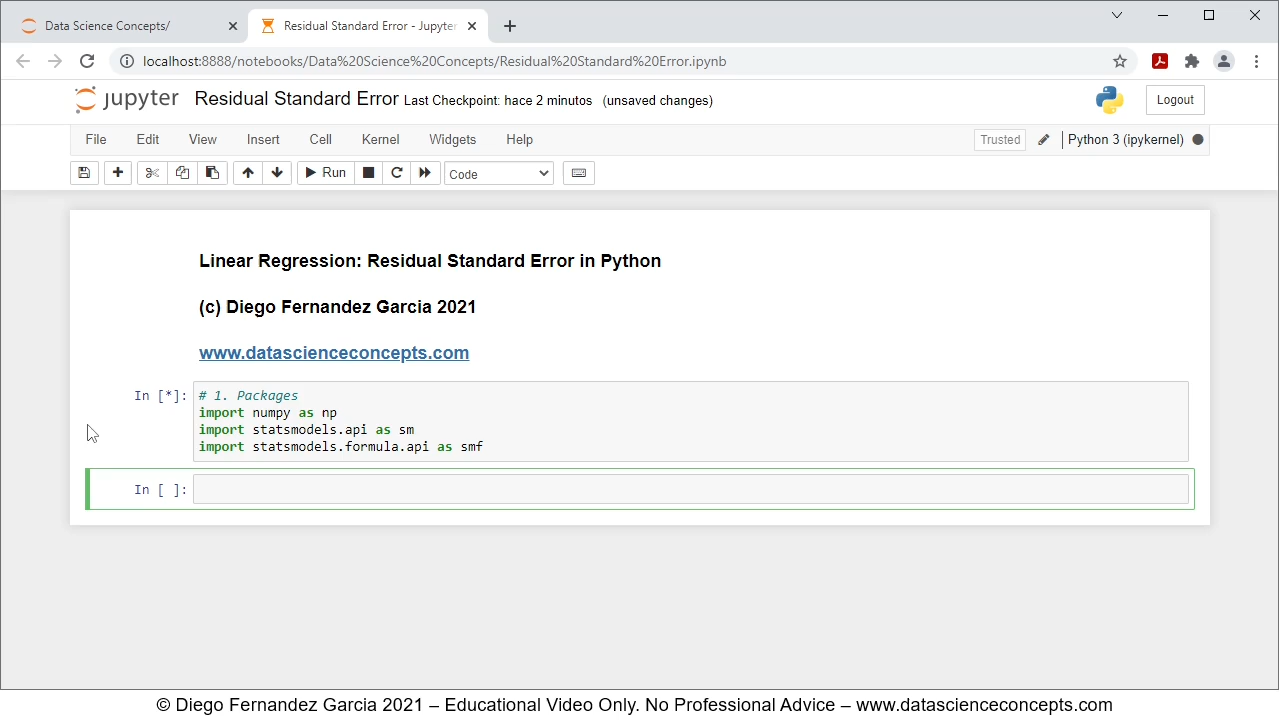 Data Science Concepts/
Residual Standard Error - Jupyter
localhost:8888/notebooks/Data%20Science%20Concepts/Residual%20Standard%20Error.ipynb
jupyter Residual Standard Error Last Checkpoint: hace 2 minutos (unsaved changes)
Logout
File Edit View Insert Cell Kernel Widgets Help Trusted Python 3 (ipykernel)
Run Code
Linear Regression: Residual Standard Error in Python
(c) Diego Fernandez Garcia 2021
www.datascienceconcepts.com
In [*]: # 1. Packages
import numpy as np
import statsmodels.api as sm
import statsmodels.formula.api as smf
In [ ]:
© Diego Fernandez Garcia 2021 – Educational Video Only. No Professional Advice – www.datascienceconcepts.com